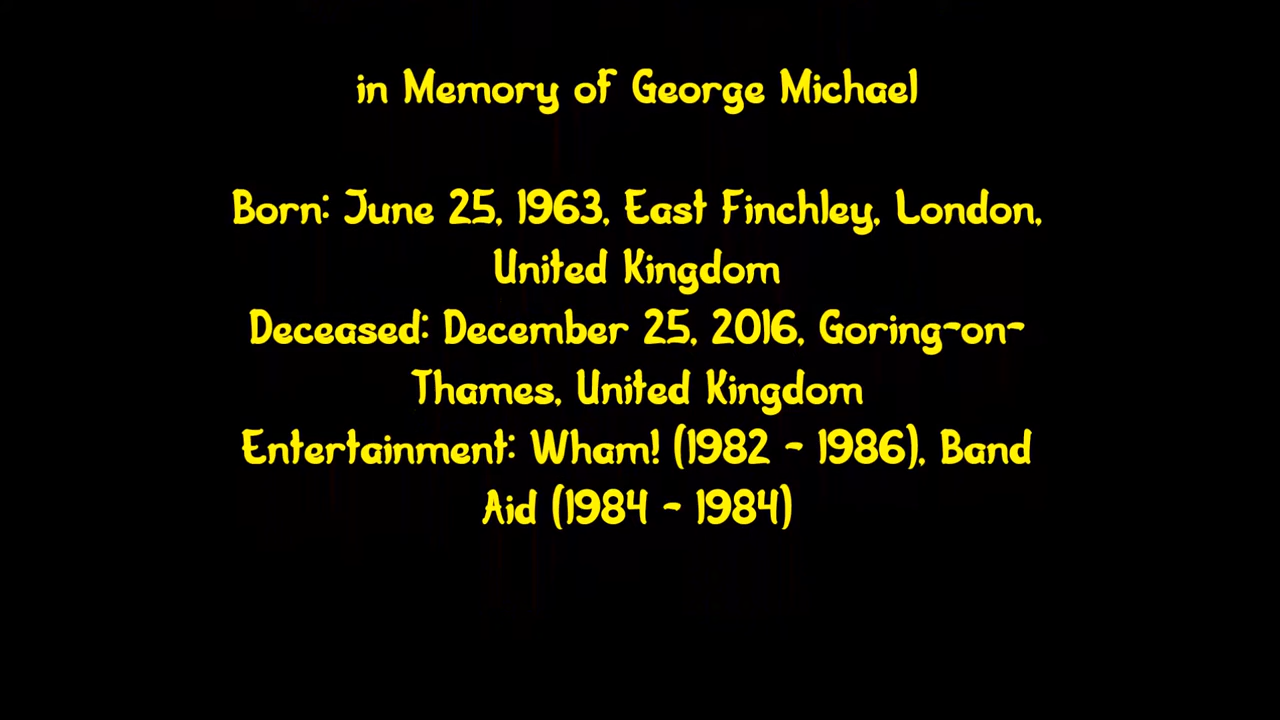 in Memory of George Michael
Born: June 25, 1963, East Finchley, London,
United Kingdom
Deceased: December 25, 2016, Goring-on-
Thames, United Kingdom
Entertainment: Wham! (1982 - 1986), Band
Aid (1984 - 1984)